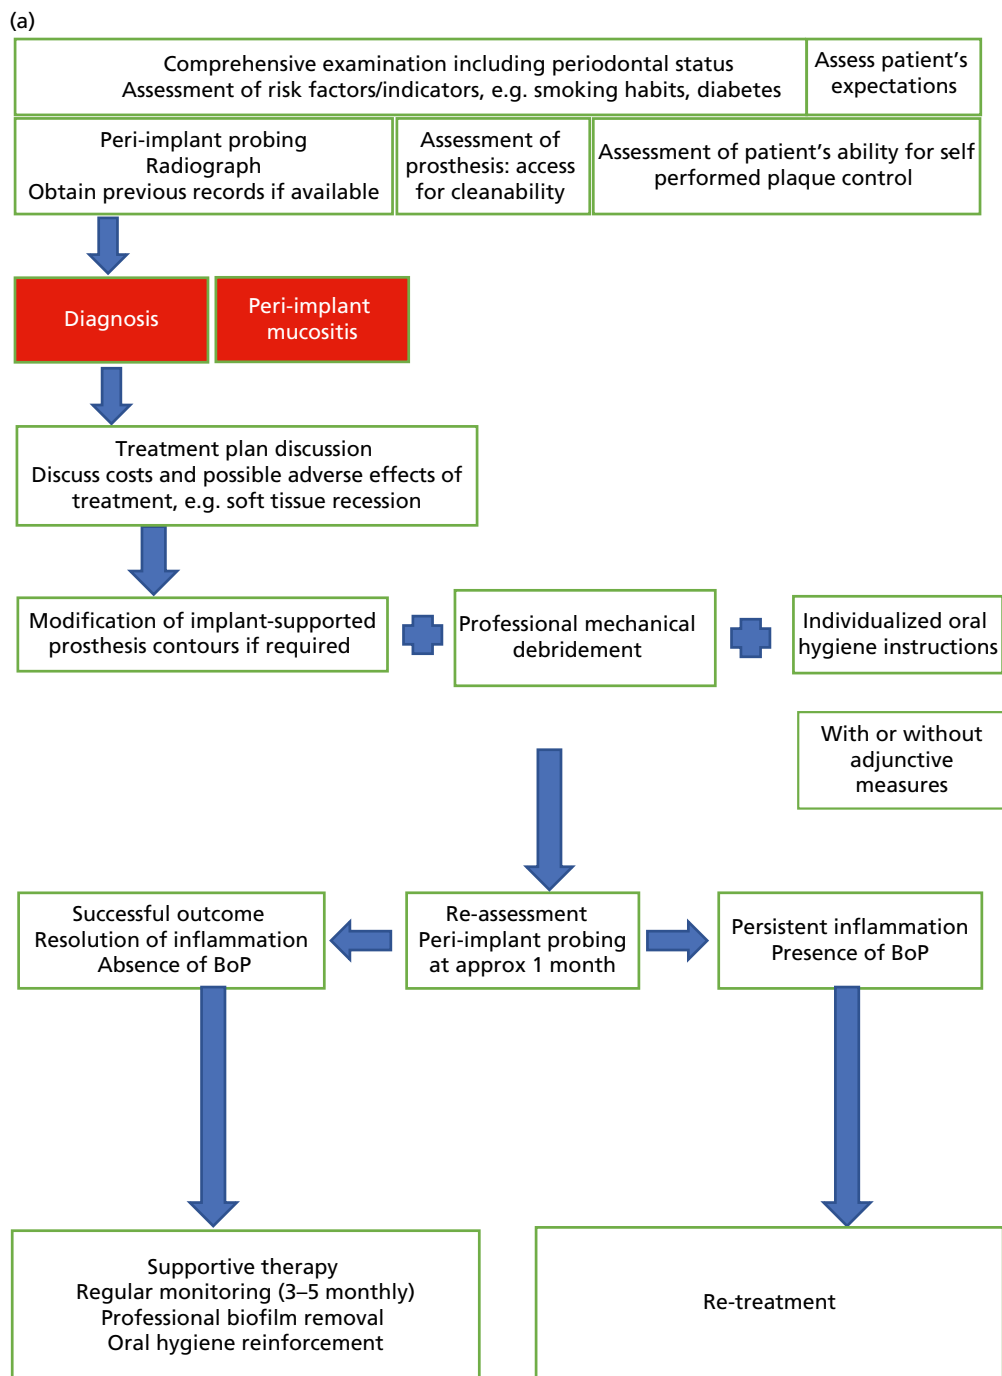 (a)
Comprehensive examination including periodontal status
Assessment of risk factors/indicators, e.g. smoking habits, diabetes
Assess patient’s
expectations
Peri-implant probing
Radiograph
Obtain previous records if available
Assessment of
prosthesis: access
for cleanability
Assessment of patient’s ability for self
performed plaque control
Diagnosis
Peri-implant
mucositis
Treatment plan discussion
Discuss costs and possible adverse effects of
treatment, e.g. soft tissue recession
Modification of implant-supported
prosthesis contours if required
Professional mechanical
debridement
Individualized oral
hygiene instructions
With or without
adjunctive
measures
Successful outcome
Resolution of inflammation
Absence of BoP
Re-assessment
Peri-implant probing
at approx 1 month
Persistent inflammation
Presence of BoP
Supportive therapy
Regular monitoring (3–5 monthly)
Professional biofilm removal
Oral hygiene reinforcement
Re-treatment